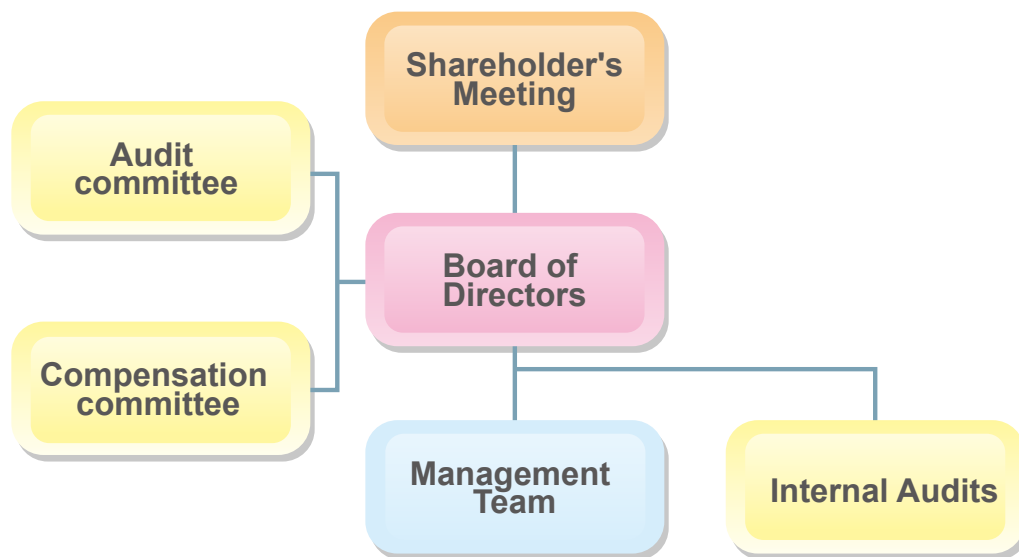 Shareholder's
Meeting
Audit
committee
Board of
Directors
Compensation
committee
Management
Team
Internal Audits